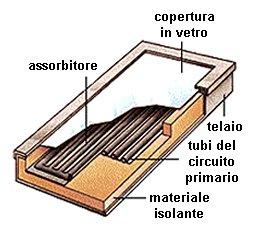 copertura
in vetro
assorbitore
telaio
tubi del
circuito
primario
materiale
isolante